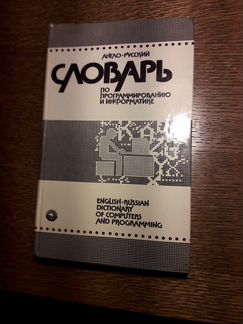 АНГЛО-РУССКИЙ
СЛОВАРЬ
ПО
ПРОГРАММИРОВАНИЮ
И ИНФОРМАТИКЕ
ENGLISH-RUSSIAN
DICTIONARY
OF COMPUTERS
AND PROGRAMMING